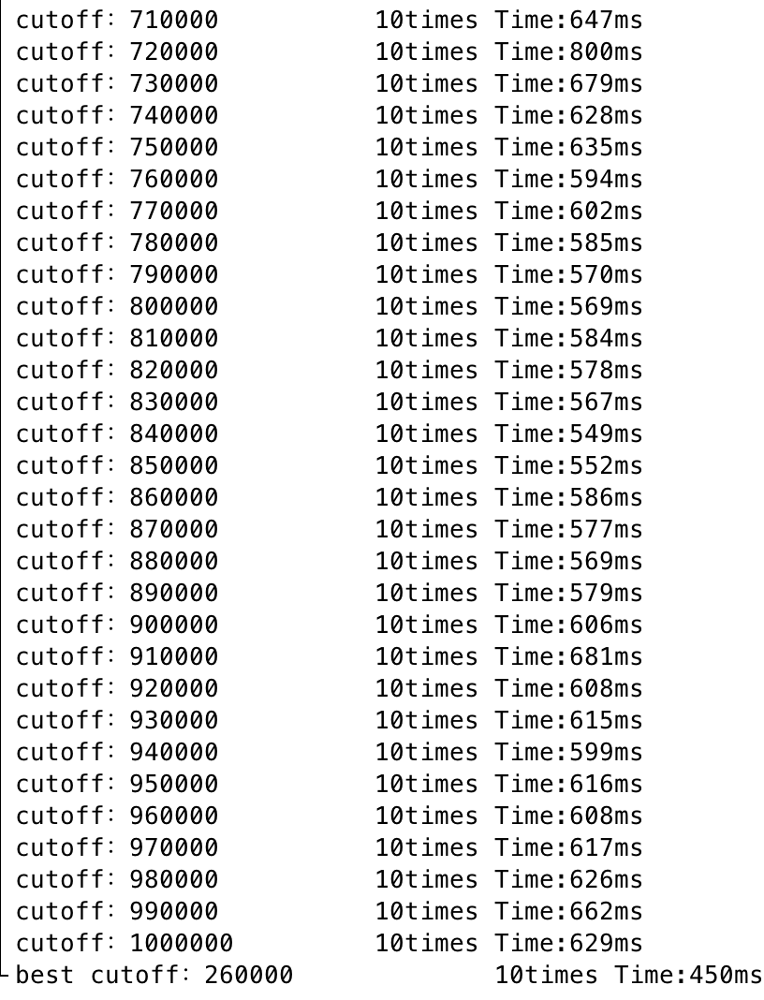 cutoff: 710000 10times Time:647ms
cutoff: 720000 10times Time:800ms
cutoff: 730000 10times Time:679ms
cutoff: 740000 10times Time:628ms
cutoff: 750000 10times Time:635ms
cutoff: 760000 10times Time:594ms
cutoff: 770000 10times Time:602ms
cutoff: 780000 10times Time:585ms
cutoff: 790000 10times Time:570ms
cutoff: 800000 10times Time:569ms
cutoff: 810000 10times Time:584ms
cutoff: 820000 10times Time:578ms
cutoff: 830000 10times Time:567ms
cutoff: 840000 10times Time:549ms
cutoff: 850000 10times Time:552ms
cutoff: 860000 10times Time:586ms
cutoff: 870000 10times Time:577ms
cutoff: 880000 10times Time:569ms
cutoff: 890000 10times Time:579ms
cutoff: 900000 10times Time:606ms
cutoff: 910000 10times Time:681ms
cutoff: 920000 10times Time:608ms
cutoff: 930000 10times Time:615ms
cutoff: 940000 10times Time:599ms
cutoff: 950000 10times Time:616ms
cutoff: 960000 10times Time:608ms
cutoff: 970000 10times Time:617ms
cutoff: 980000 10times Time:626ms
cutoff: 990000 10times Time:662ms
cutoff: 1000000 10times Time:629ms
best cutoff: 260000 10times Time:450ms